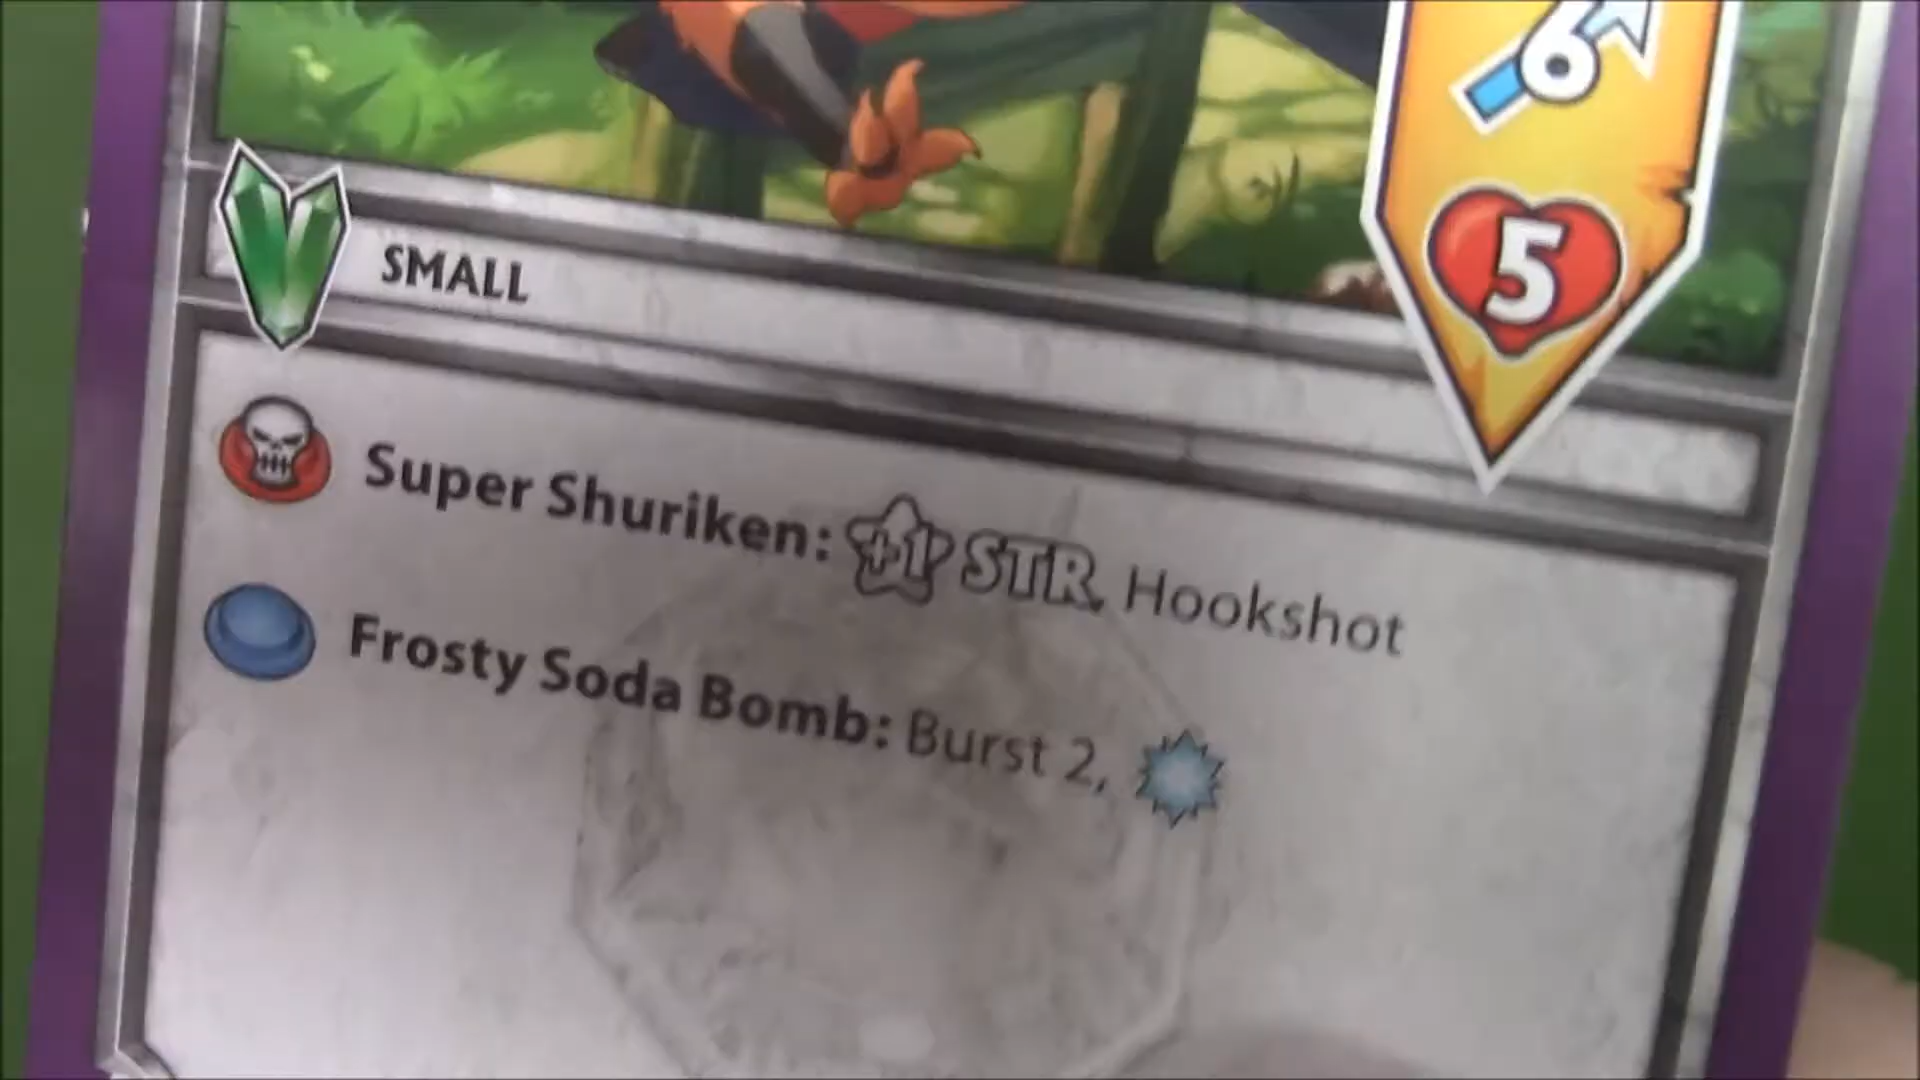 6
5
SMALL
Super Shuriken: +1 STR, Hookshot
Frosty Soda Bomb: Burst 2,